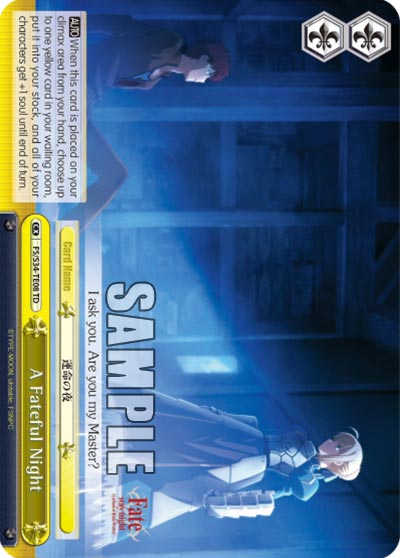 [AUTO] When this card is placed on your
climax area from your hand, choose up
to one yellow card in your waiting room,
put it into your stock, and all of your
characters get +1 soul until end of turn.
I ask you. Are you my Master?
SAMPLE
Fate
stay night
Card Name
運命の夜
CX
FS/S34-TE08 TD
A Fateful Night
©TYPE-MOON, ufotable, FSNPC